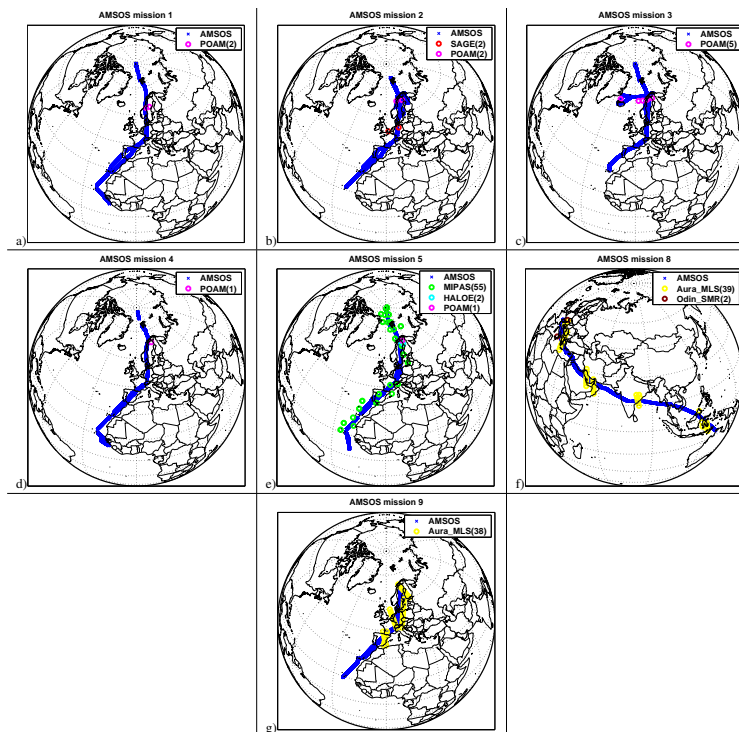 AMSOS mission 1
AMSOS
POAM(2)
a)
AMSOS mission 2
AMSOS
SAGE(2)
POAM(2)
b)
AMSOS mission 3
AMSOS
POAM(5)
c)
AMSOS mission 4
AMSOS
POAM(1)
d)
AMSOS mission 5
AMSOS
MIPAS(55)
HALOE(2)
POAM(1)
e)
AMSOS mission 8
AMSOS
Aura_MLS(39)
Odin_SMR(2)
f)
AMSOS mission 9
AMSOS
Aura_MLS(38)
g)